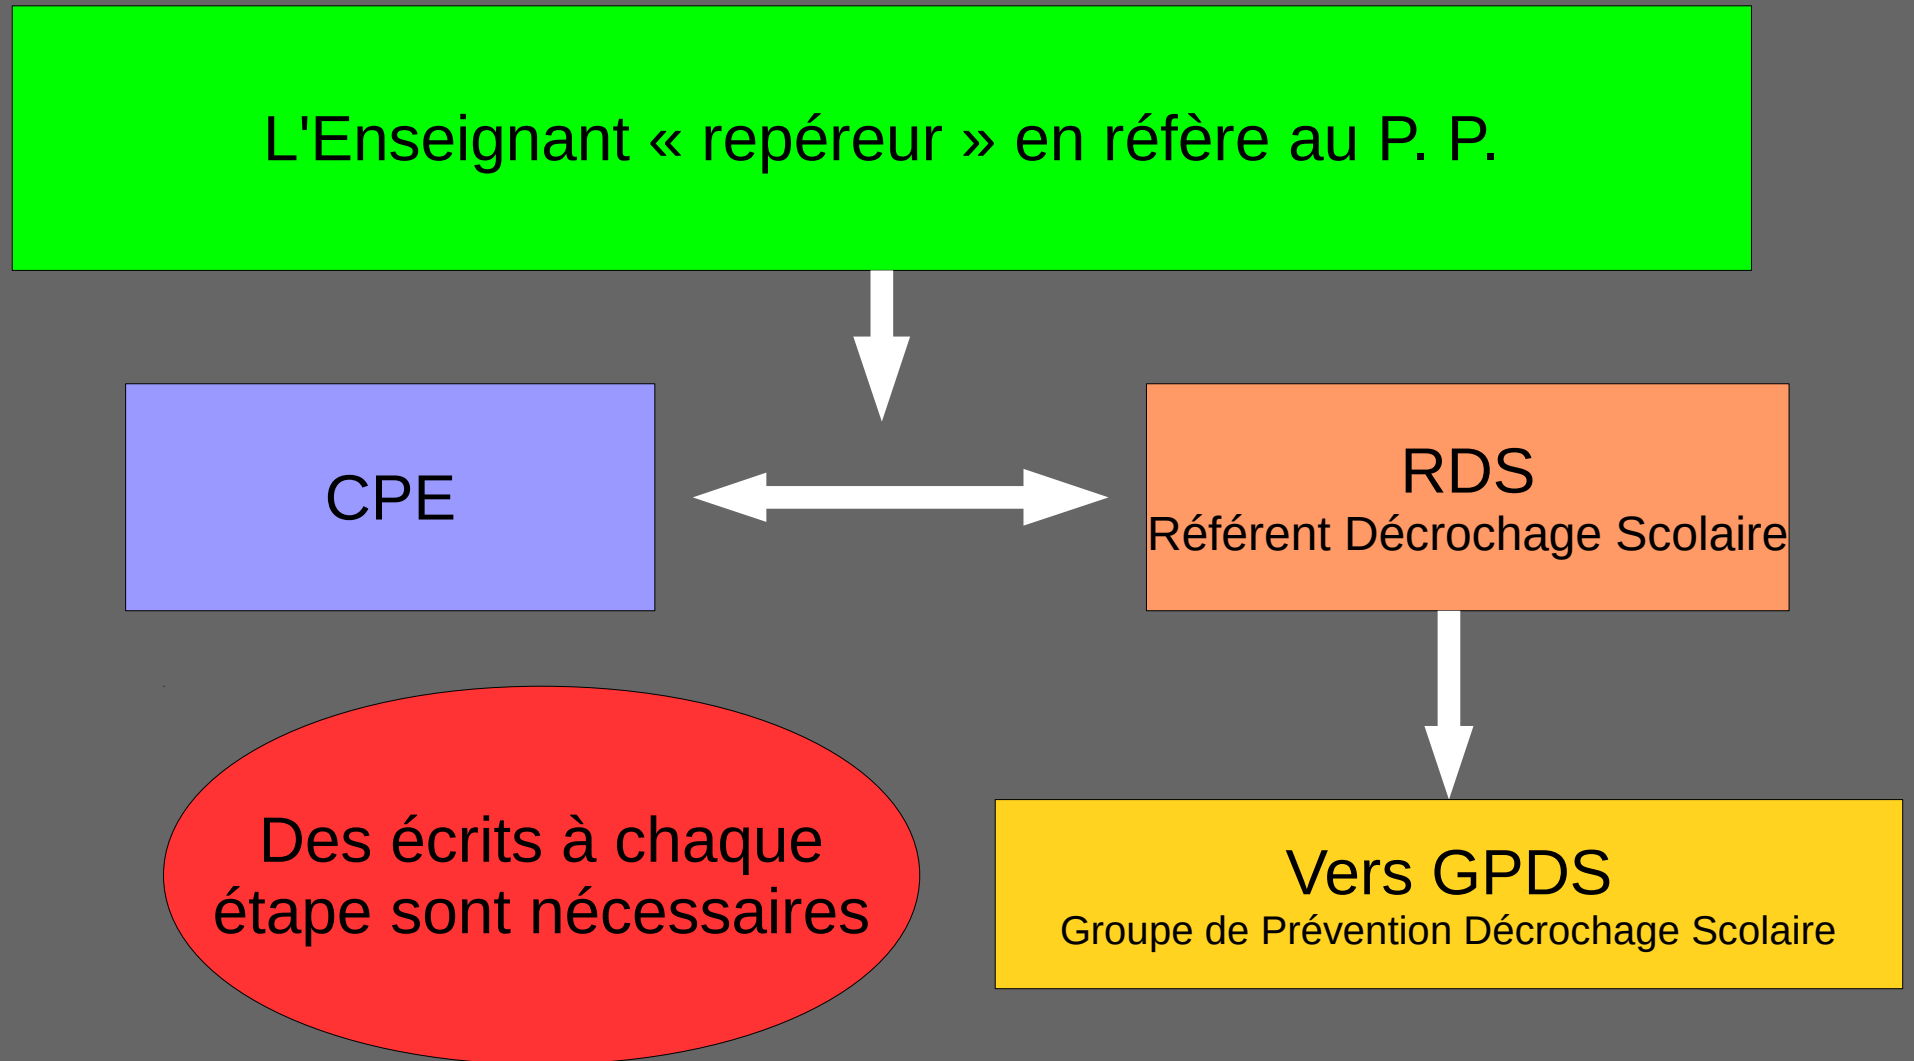 L'Enseignant « repéreur » en réfère au P. P.
CPE
RDS
Référent Décrochage Scolaire
Des écrits à chaque
étape sont nécessaires
Vers GPDS
Groupe de Prévention Décrochage Scolaire